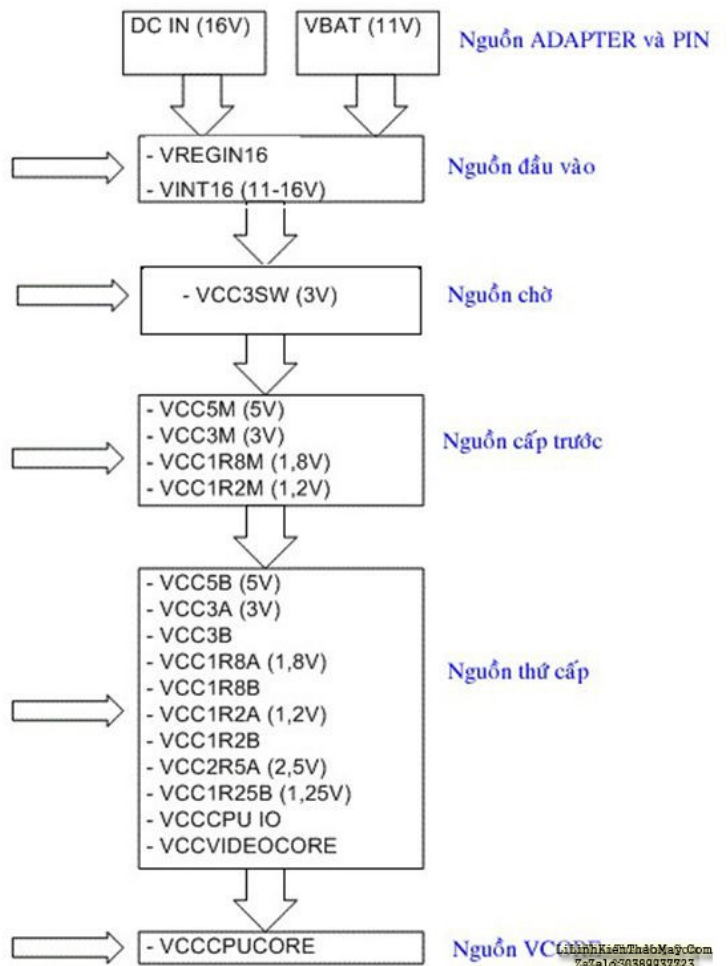 DC IN (16V)
VBAT (11V)
Nguồn ADAPTER và PIN
- VREGIN16
- VINT16 (11-16V)
Nguồn đầu vào
- VCC3SW (3V)
Nguồn chờ
- VCC5M (5V)
- VCC3M (3V)
- VCC1R8M (1,8V)
- VCC1R2M (1,2V)
Nguồn cấp trước
- VCC5B (5V)
- VCC3A (3V)
- VCC3B
- VCC1R8A (1,8V)
- VCC1R8B
- VCC1R2A (1,2V)
- VCC1R2B
- VCC2R5A (2,5V)
- VCC1R25B (1,25V)
- VCCCPU IO
- VCCVIDEOCORE
Nguồn thứ cấp
- VCCCPUCORE
Nguồn VCORE
LiLinhKiệnThaoMay.Com